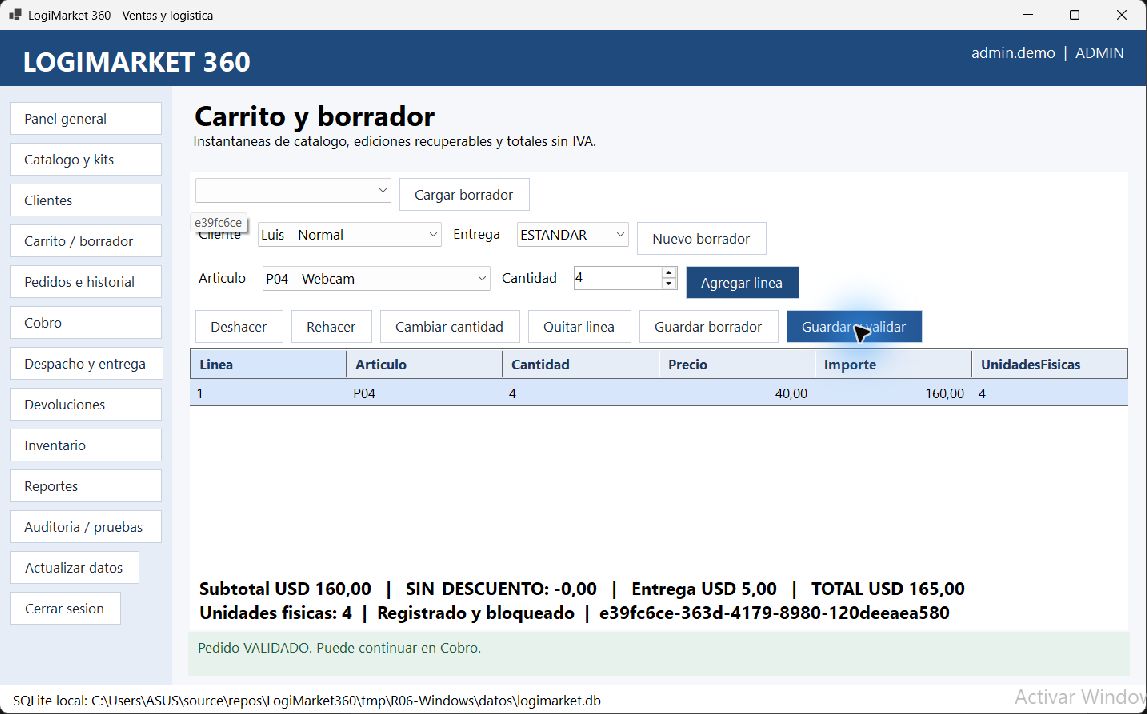 LogiMarket 360 Ventas y logistica
LOGIMARKET 360
admin.demo | ADMIN
Panel general
Catalogo y kits
Clientes
Carrito / borrador
Pedidos e historial
Cobro
Despacho y entrega
Devoluciones
Inventario
Reportes
Auditoria / pruebas
Actualizar datos
Cerrar sesion
Carrito y borrador
Instantaneas de catalogo, ediciones recuperables y totales sin IVA.
Cargar borrador
e39fc6ce
Cliente Luis Normal Entrega ESTANDAR Nuevo borrador
Articulo P04 Webcam Cantidad 4 Agregar linea
Deshacer Rehacer Cambiar cantidad Quitar linea Guardar borrador Guardar validar
Linea Articulo Cantidad Precio Importe UnidadesFisicas
1 P04 4 40,00 160,00 4
Subtotal USD 160,00 | SIN DESCUENTO: -0,00 | Entrega USD 5,00 | TOTAL USD 165,00
Unidades fisicas: 4 | Registrado y bloqueado | e39fc6ce-363d-4179-8980-120deeaea580
Pedido VALIDADO. Puede continuar en Cobro.
SQLite local: C:\Users\ASUS\source\repos\LogiMarket360\tmp\R06-Windows\datos\logimarket.db
Activar Window